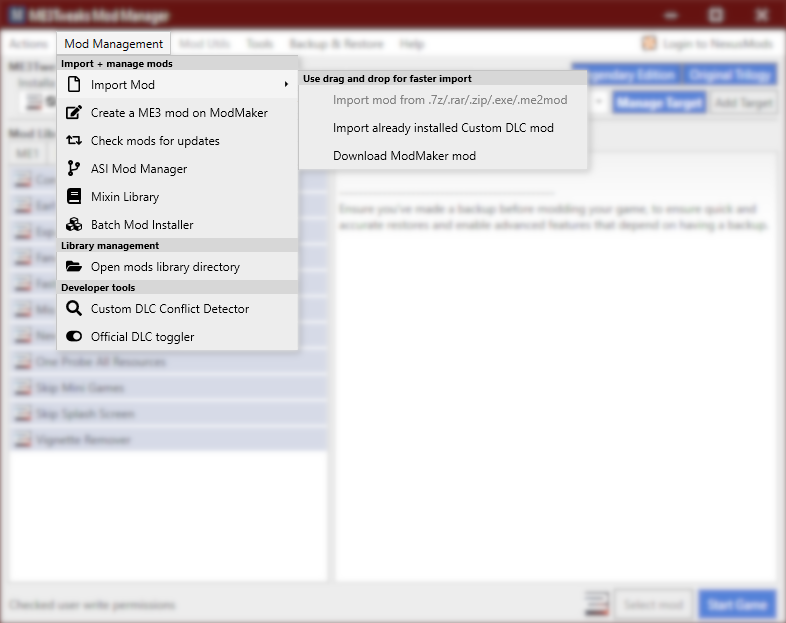 ME3Tweaks Mod Manager
Actions Mod Management Mod Utils Tools Backup & Restore Help Login to NexusMods
Import + manage mods
Import Mod
Create a ME3 mod on ModMaker
Check mods for updates
ASI Mod Manager
Mixin Library
Batch Mod Installer
Library management
Open mods library directory
Developer tools
Custom DLC Conflict Detector
Official DLC toggler
Use drag and drop for faster import
Import mod from .7z/.rar/.zip/.exe/.me2mod
Import already installed Custom DLC mod
Download ModMaker mod
Legendary Edition Original Trilogy
Manage Target Add Target
Ensure you've made a backup before modding your game, to ensure quick and
accurate restores and enable advanced features that depend on having a backup.
One Probe All Resources
Skip Mini Games
Skip Splash Screen
Vignette Remover
Checked user write permissions Select mod Start Game